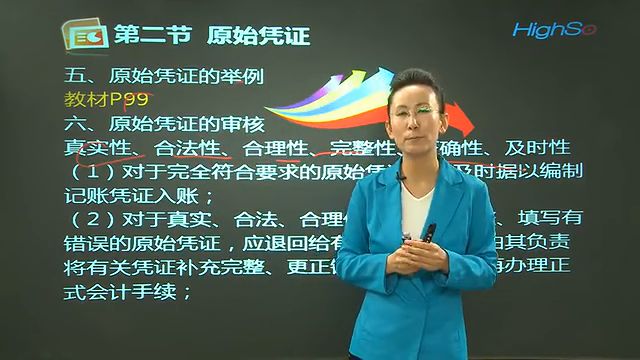 第二节 原始凭证
HighSo
五、原始凭证的举例
教材P99
六、原始凭证的审核
真实性、合法性、合理性、完整性、 确性、及时性
（1）对于完全符合要求的原始凭 及时据以编制
记账凭证入账；
（2）对于真实、合法、合理 、填写有
错误的原始凭证，应退回给有 由其负责
将有关凭证补充完整、更正 办理正
式会计手续；